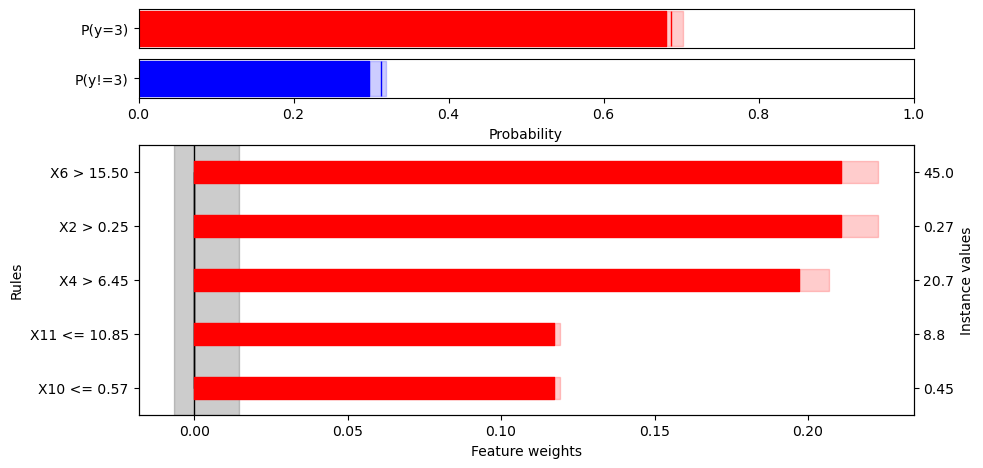 P(y=3)
P(y!=3)
0.0 0.2 0.4 0.6 0.8 1.0
Probability
Rules
Instance values
X6 > 15.50 45.0
X2 > 0.25 0.27
X4 > 6.45 20.7
X11 <= 10.85 8.8
X10 <= 0.57 0.45
0.00 0.05 0.10 0.15 0.20
Feature weights